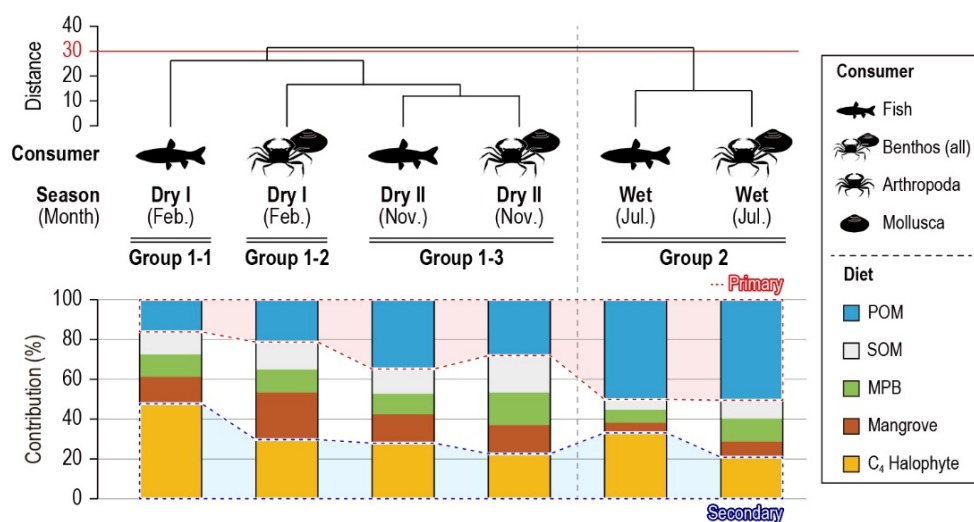 40
30
20
10
0
Distance
Consumer
Season
(Month)
Dry I
(Feb.)
Dry I
(Feb.)
Dry II
(Nov.)
Dry II
(Nov.)
Wet
(Jul.)
Wet
(Jul.)
Group 1-1
Group 1-2
Group 1-3
Group 2
Primary
100
80
60
40
20
0
Contribution (%)
Secondary
Consumer
Fish
Benthos (all)
Arthropoda
Mollusca
Diet
POM
SOM
MPB
Mangrove
C₄ Halophyte